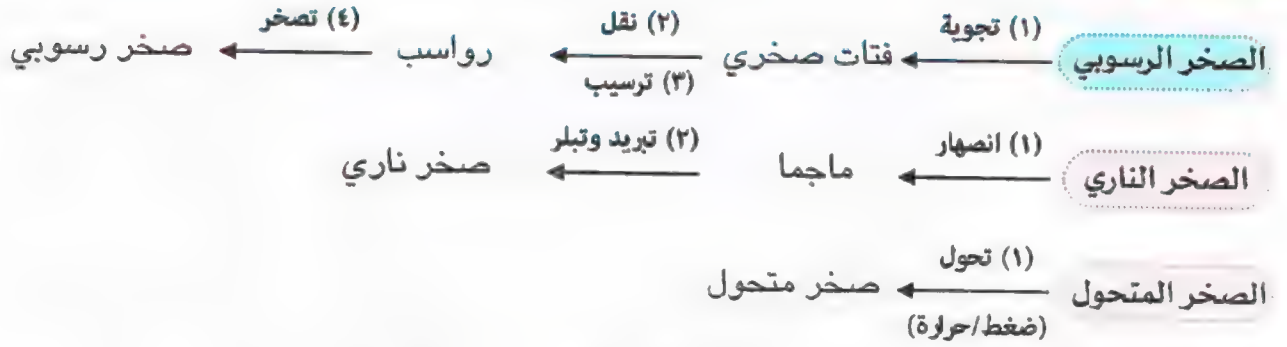 (١) تجوية (٢) نقل (٤) تصخر
الصخر الرسوبي فتات صخري رواسب صخر رسوبي
(٣) ترسيب
(١) انصهار (٢) تبريد وتبلر
الصخر الناري ماجما صخر ناري
(١) تحول
الصخر المتحول صخر متحول
(ضغط/حرارة)